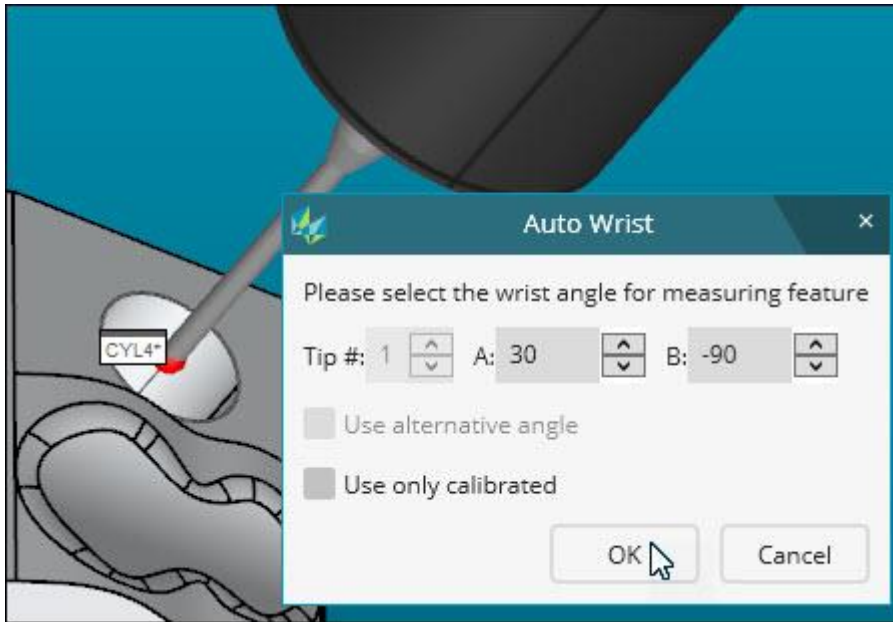 Auto Wrist ×
Please select the wrist angle for measuring feature
CYL4*
Tip #: 1 A: 30 B: -90
Use alternative angle
Use only calibrated
OK Cancel